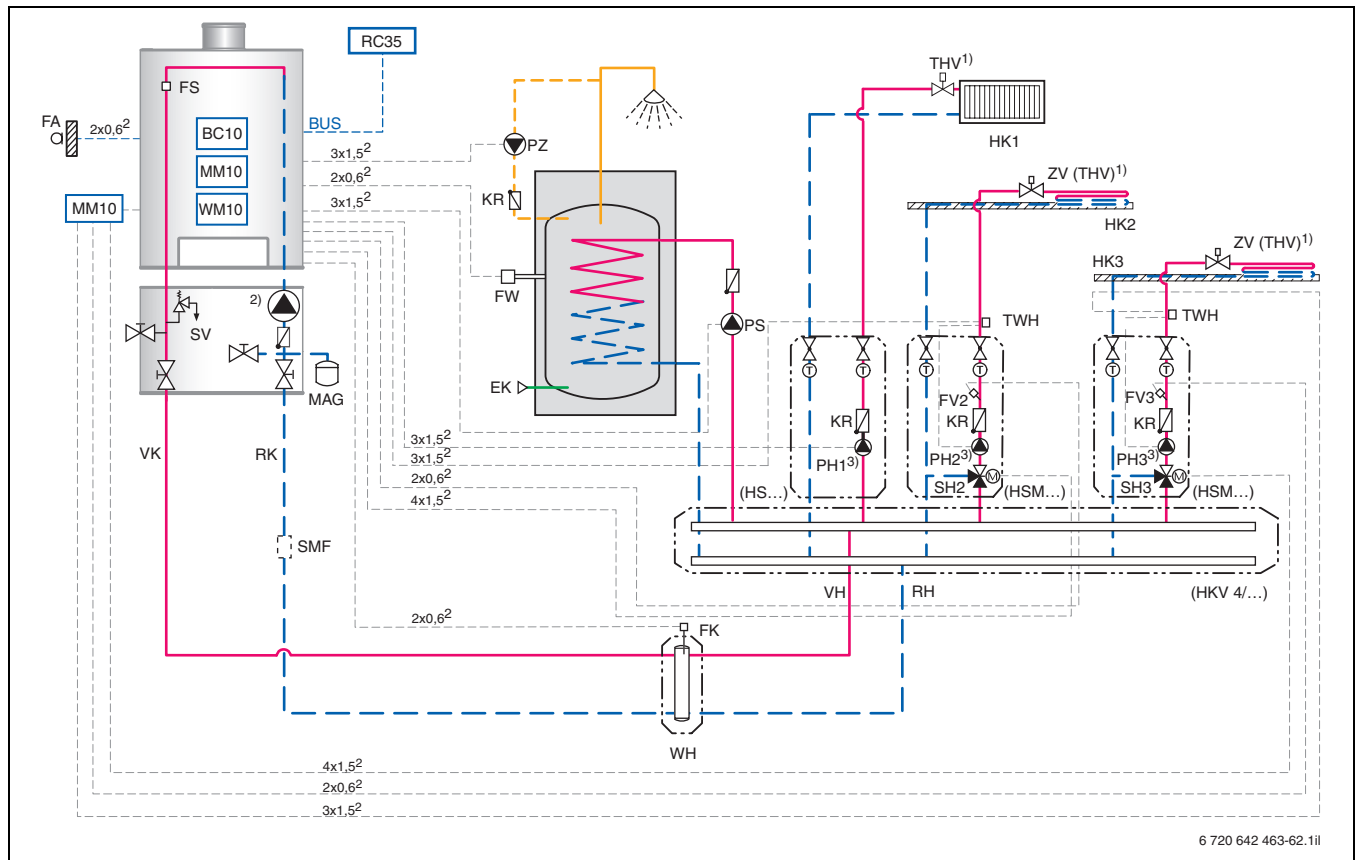 RC35
THV1)
FS
FA
2x0,6²
BUS
BC10
3x1,5²
PZ
HK1
MM10
2x0,6²
ZV (THV)1)
KR
MM10
WM10
3x1,5²
HK2
ZV (THV)1)
HK3
FW
2)
SV
PS
TWH
TWH
MAG
EK
FV2
FV3
KR
KR
KR
VK
RK
3x1,5²
3x1,5²
PH1³)
PH2³)
PH3³)
2x0,6²
M
M
4x1,5²
(HS...)
SH2
(HSM...)
SH3
(HSM...)
T
T
T
T
T
T
SMF
VH
RH
(HKV 4/...)
2x0,6²
FK
WH
4x1,5²
2x0,6²
3x1,5²
6 720 642 463-62.1il